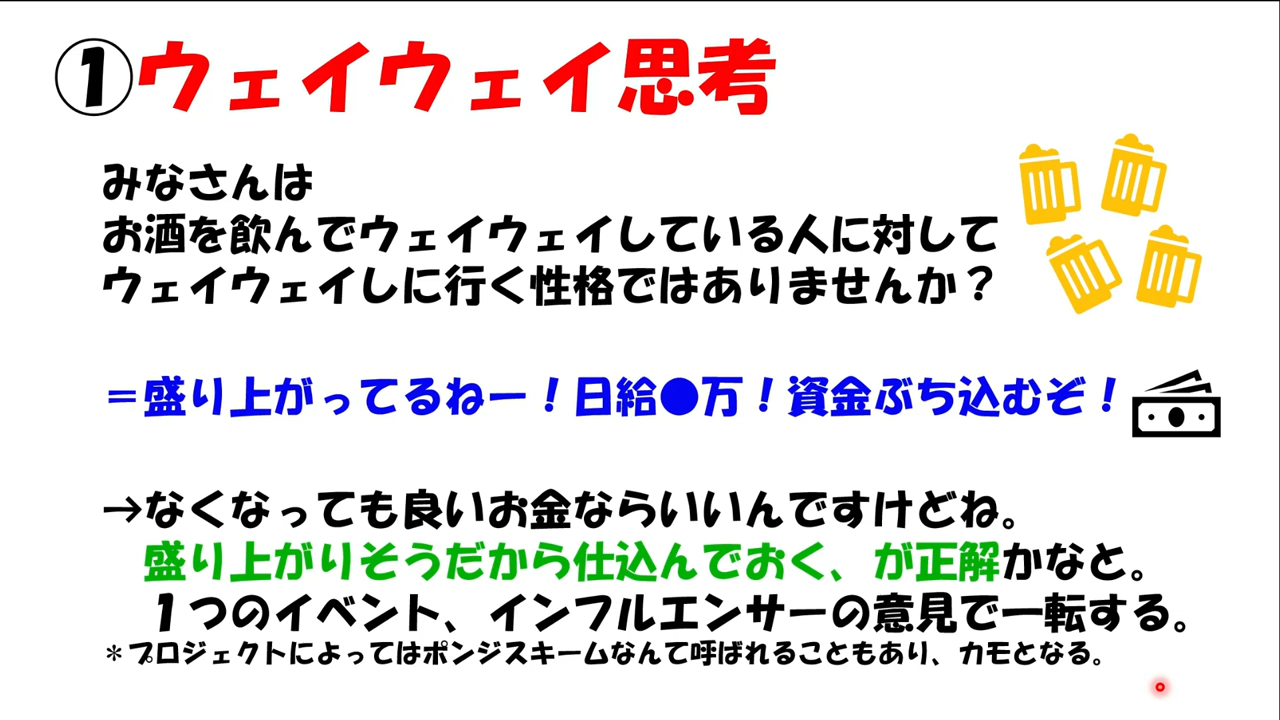 ①ウェイウェイ思考
みなさんは
お酒を飲んでウェイウェイしている人に対して
ウェイウェイしに行く性格ではありませんか？
＝盛り上がってるねー！日給●万！資金ぶち込むぞ！
→なくなっても良いお金ならいいんですけどね。
盛り上がりそうだから仕込んでおく、が正解かなと。
１つのイベント、インフルエンサーの意見で一転する。
＊プロジェクトによってはポンジスキームなんて呼ばれることもあり、カモとなる。